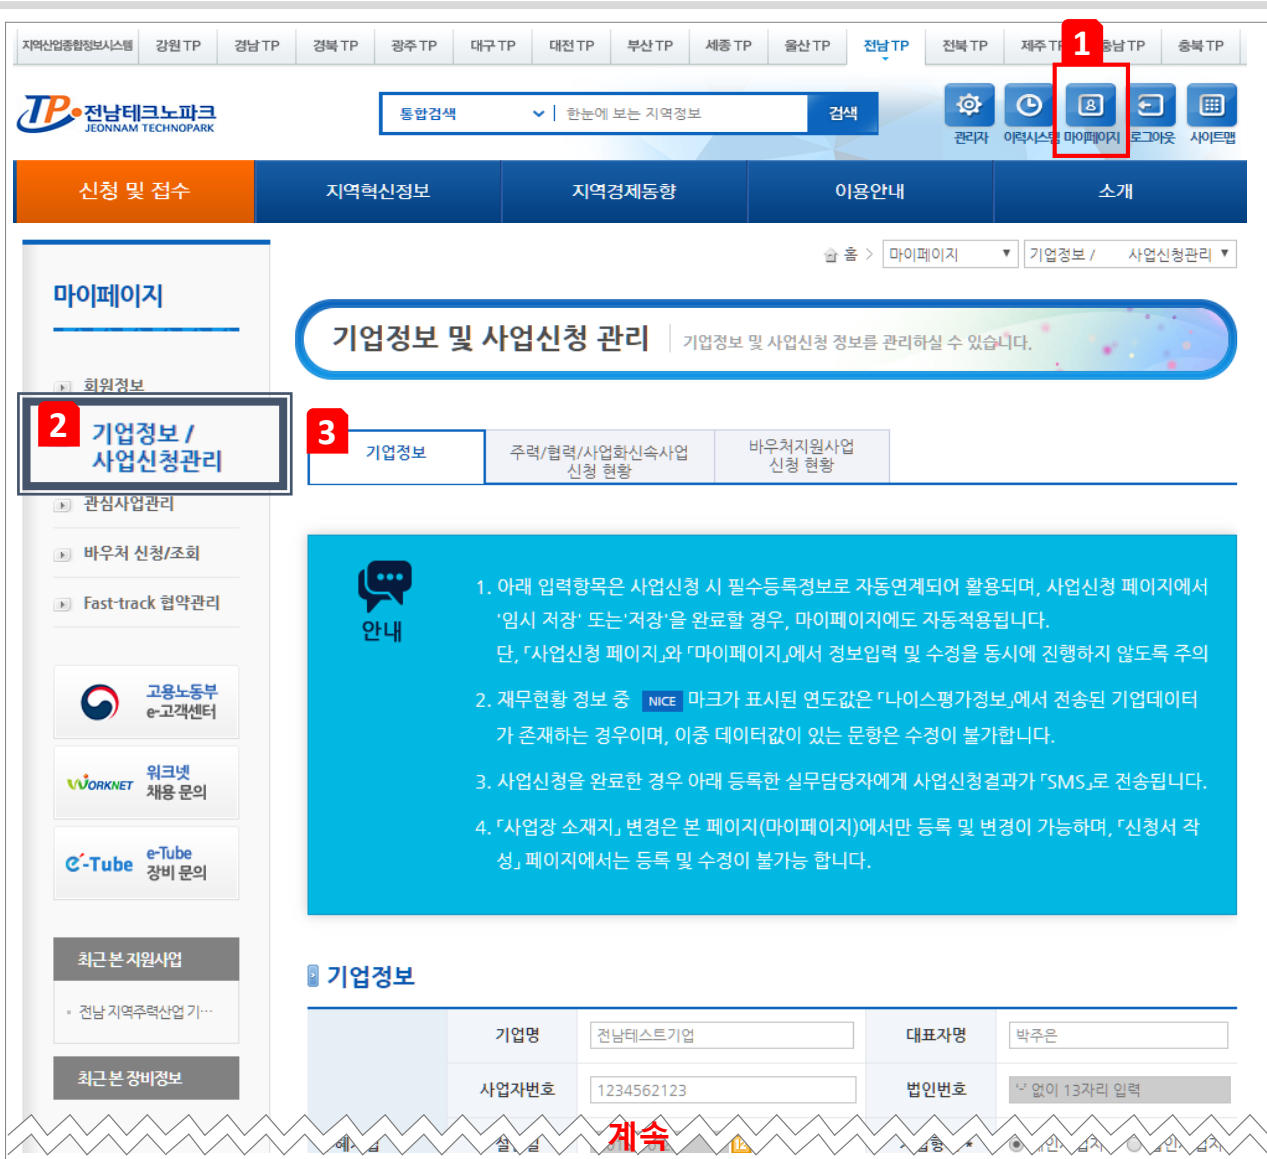 지역산업종합정보시스템 강원TP 경남TP 경북TP 광주TP 대구TP 대전TP 부산TP 세종TP 울산TP 전남TP 전북TP 제주T 1 충남TP 충북TP
TP 전남테크노파크
JEONNAM TECHNOPARK
통합검색 한눈에 보는 지역정보 검색
관리자 이력시스템 마이페이지 로그아웃 사이트맵
신청 및 접수 지역혁신정보 지역경제동향 이용안내 소개
홈 > 마이페이지 ▼ 기업정보 / 사업신청관리 ▼
마이페이지
기업정보 및 사업신청 관리 기업정보 및 사업신청 정보를 관리하실 수 있습니다.
회원정보
2 기업정보 /
사업신청관리
관심사업관리
바우처 신청/조회
Fast-track 협약관리
3 기업정보
주력/협력/사업화신속사업
신청 현황
바우처지원사업
신청 현황
안내
1. 아래 입력항목은 사업신청 시 필수등록정보로 자동연계되어 활용되며, 사업신청 페이지에서
'임시 저장' 또는'저장'을 완료할 경우, 마이페이지에도 자동적용됩니다.
단, 「사업신청 페이지」와 「마이페이지」에서 정보입력 및 수정을 동시에 진행하지 않도록 주의
2. 재무현황 정보 중 NICE 마크가 표시된 연도값은 「나이스평가정보」에서 전송된 기업데이터
가 존재하는 경우이며, 이중 데이터값이 있는 문항은 수정이 불가합니다.
3. 사업신청을 완료한 경우 아래 등록한 실무담당자에게 사업신청결과가 「SMS」로 전송됩니다.
4. 「사업장 소재지」 변경은 본 페이지(마이페이지)에서만 등록 및 변경이 가능하며, 「신청서 작
성」 페이지에서는 등록 및 수정이 불가능 합니다.
고용노동부
e-고객센터
WORKNET 워크넷
채용 문의
e-Tube e-Tube
장비 문의
최근 본 지원사업
전남 지역주력산업 기···
최근 본 장비정보
기업정보
기업명 전남테스트기업 대표자명 박주은
사업자번호 1234562123 법인번호 '-' 없이 13자리 입력
계속